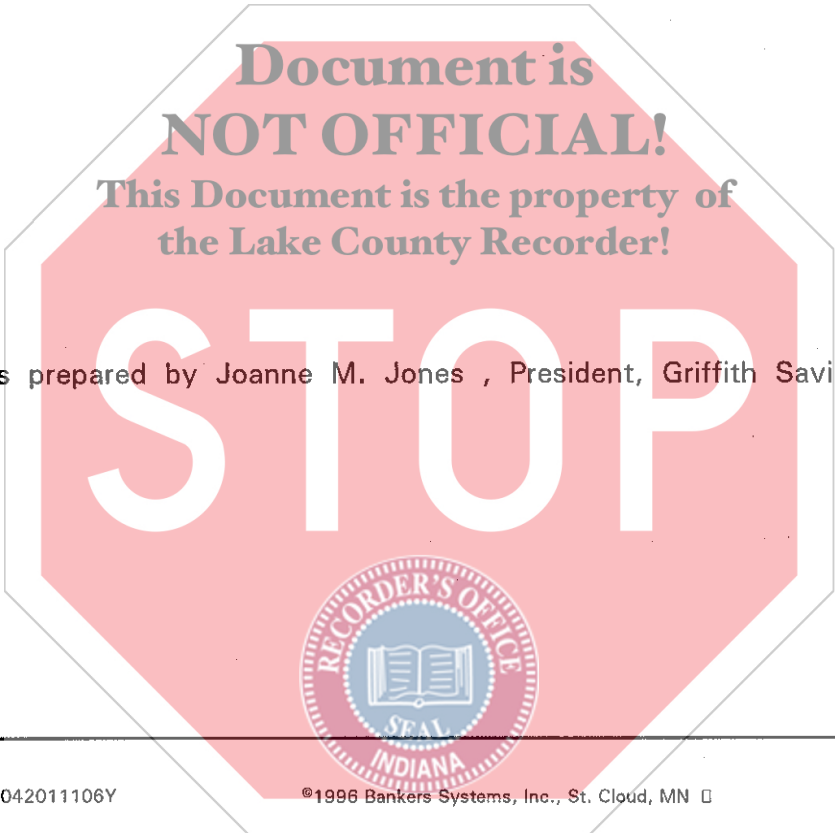 Document is
NOT OFFICIAL!
This Document is the property of
the Lake County Recorder!
s prepared by Joanne M. Jones , President, Griffith Savi
STOP
RECORDER'S OFFICE
SEAL
INDIANA
042011106Y
©1996 Bankers Systems, Inc., St. Cloud, MN